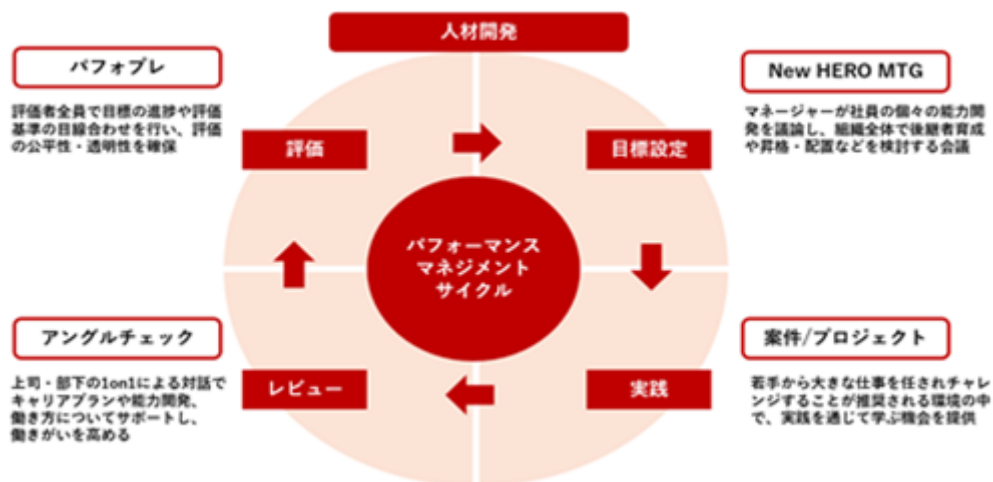 人材開発
パフォプレ
評価者全員で目標の進捗や評価
基準の目線合わせを行い、評価
の公平性・透明性を確保
New HERO MTG
マネージャーが社員の個々の能力開
発を議論し、組織全体で後継者育成
や昇格・配置などを検討する会議
評価
目標設定
パフォーマンス
マネジメント
サイクル
アングルチェック
上司・部下の1on1による対話で
キャリアプランや能力開発、
働き方についてサポートし、
働きがいを高める
レビュー
実践
案件/プロジェクト
若手から大きな仕事を任されチャレ
ンジすることが推奨される環境の中
で、実践を通じて学ぶ機会を提供